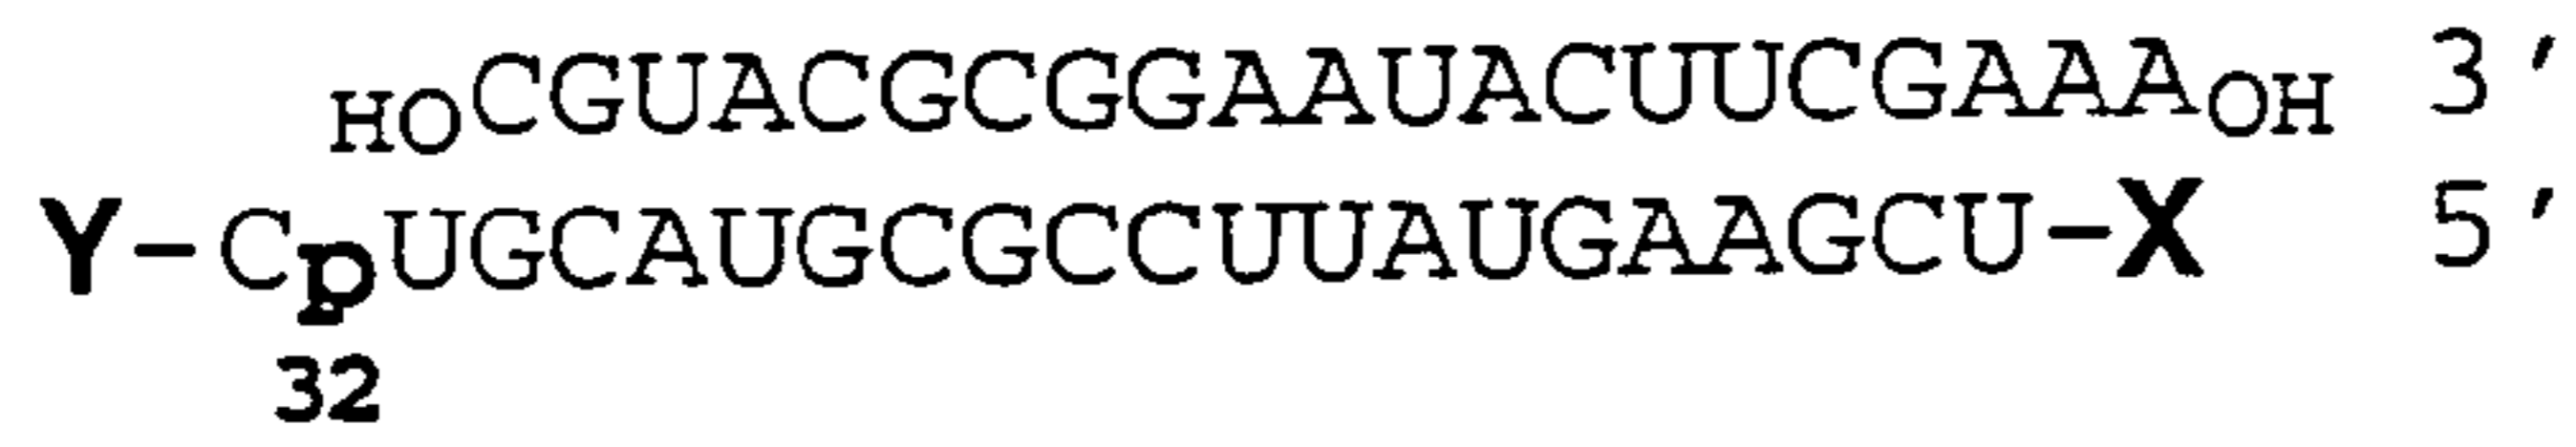 HOCGUACGCGGAAUACUUCGAAAOH 3'
Y-CpUGCAUGCGCCUUAUGAAGCU-X 5'
32